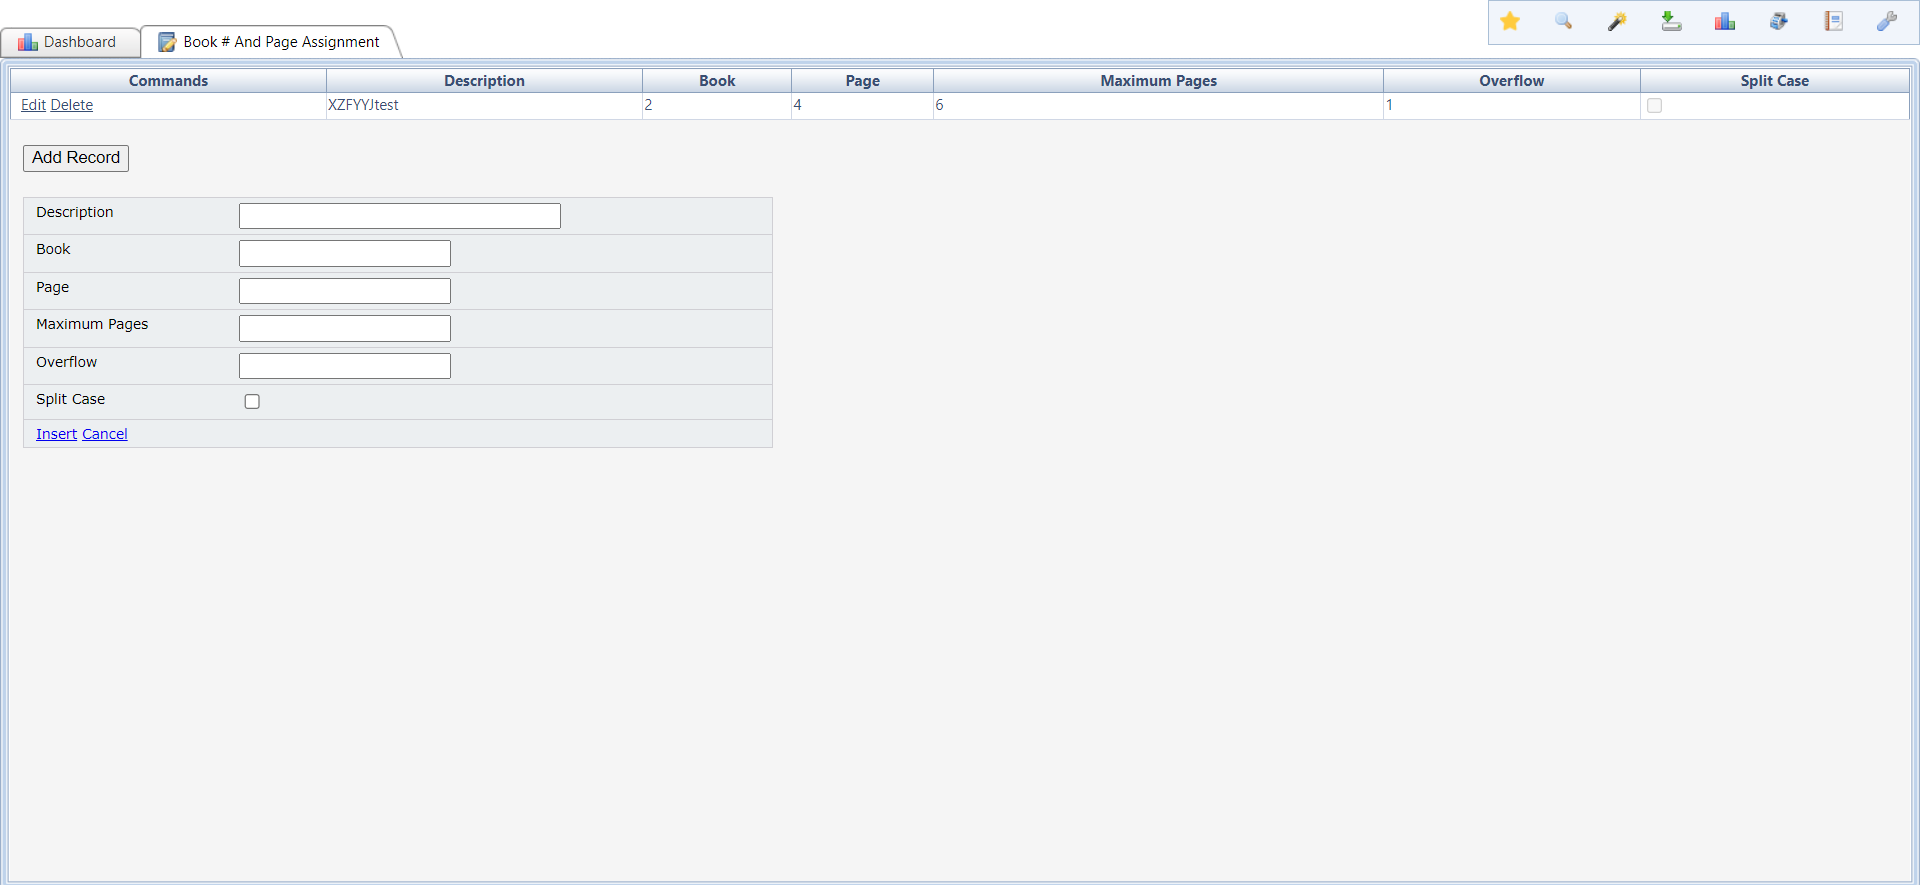 Dashboard
Book # And Page Assignment
Commands Description Book Page Maximum Pages Overflow Split Case
Edit Delete XZFYYJtest 2 4 6 1
Add Record
Description
Book
Page
Maximum Pages
Overflow
Split Case
Insert Cancel